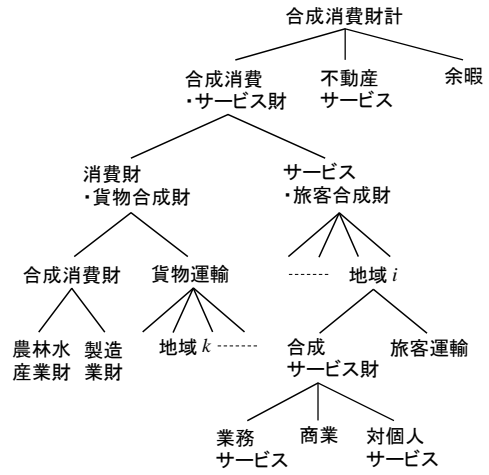 合成消費財計
合成消費
・サービス財
不動産
サービス
余暇
消費財
・貨物合成財
サービス
・旅客合成財
合成消費財
貨物運輸
地域 i
農林水
産業財
製造
業財
地域 k
合成
サービス財
旅客運輸
業務
サービス
商業
対個人
サービス